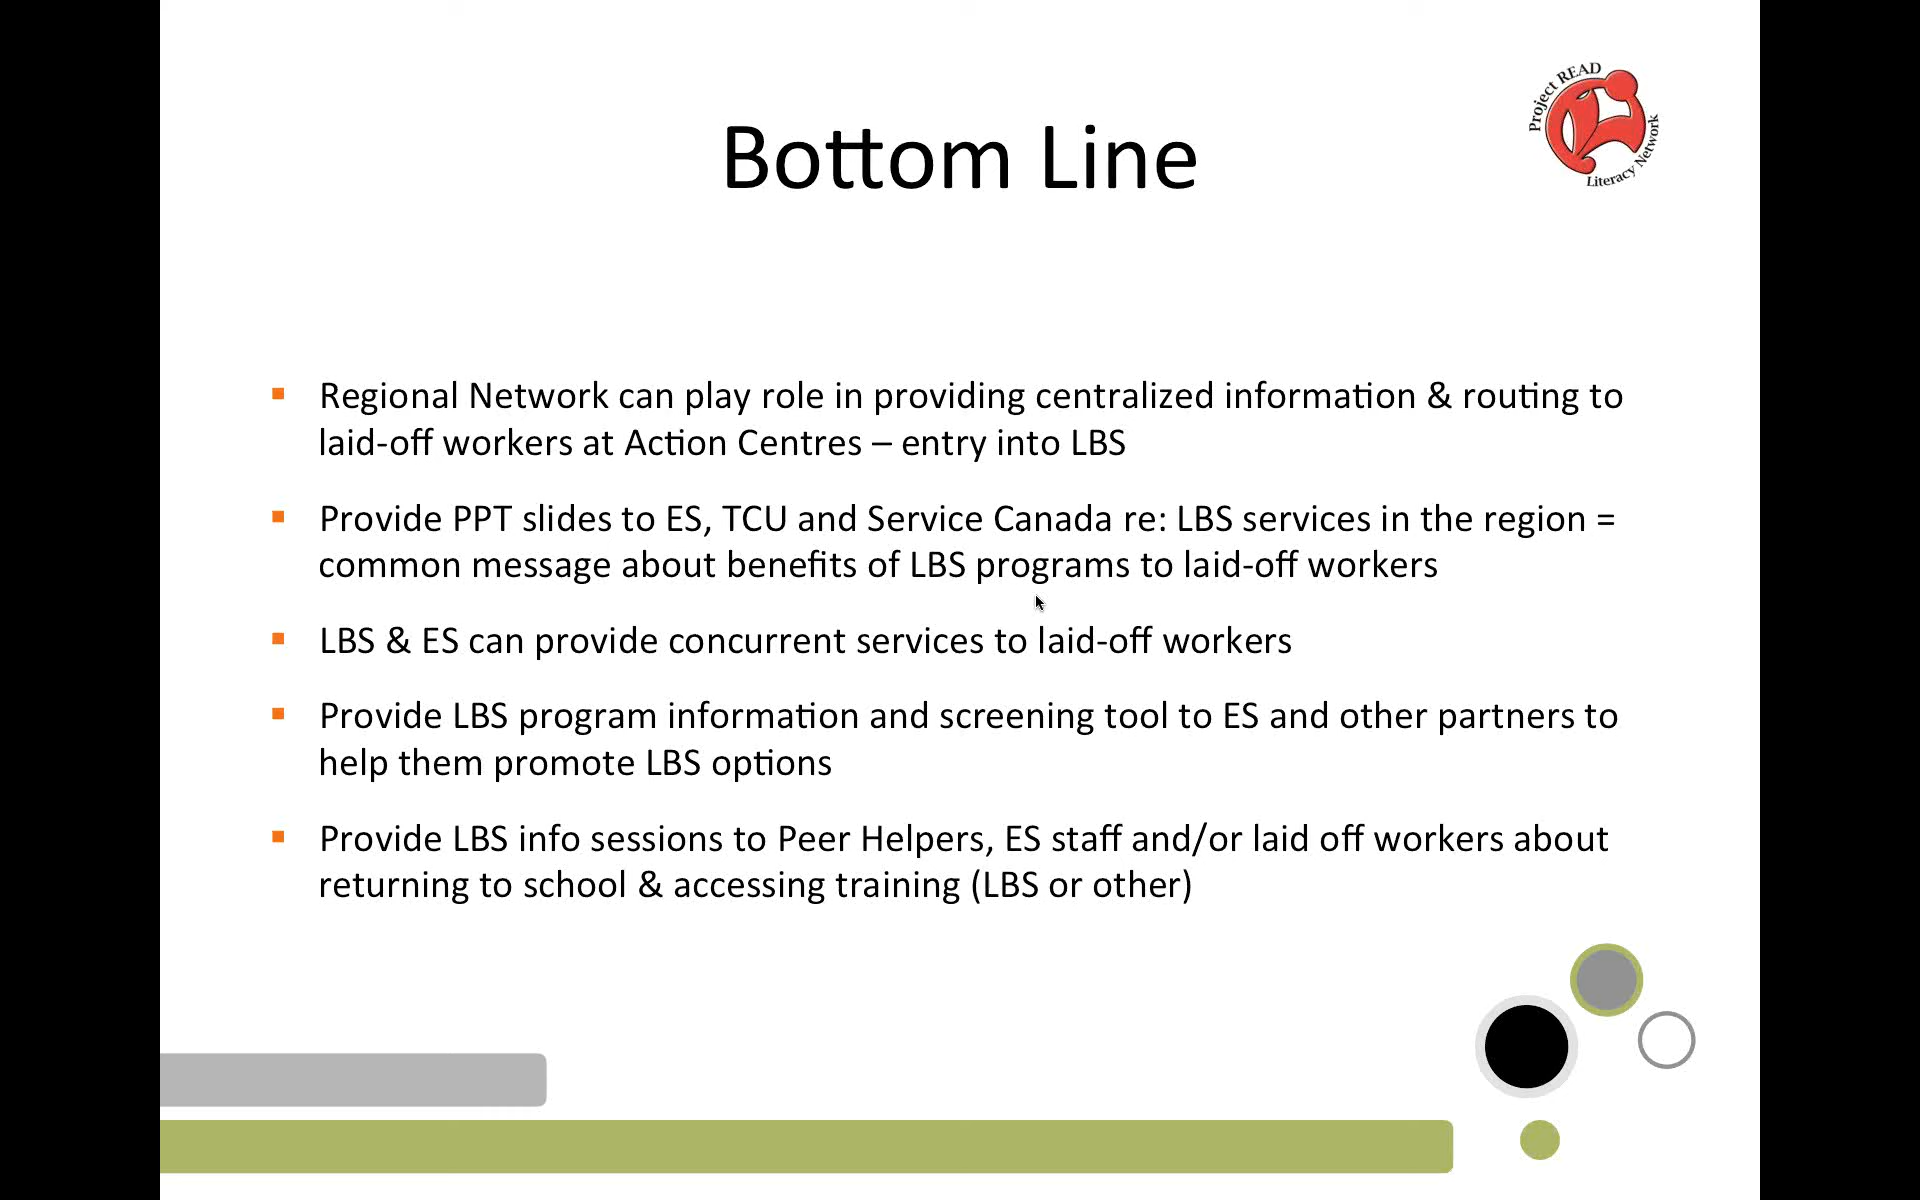 Project READ
Literacy Network
Bottom Line
Regional Network can play role in providing centralized information & routing to
laid-off workers at Action Centres – entry into LBS
Provide PPT slides to ES, TCU and Service Canada re: LBS services in the region =
common message about benefits of LBS programs to laid-off workers
LBS & ES can provide concurrent services to laid-off workers
Provide LBS program information and screening tool to ES and other partners to
help them promote LBS options
Provide LBS info sessions to Peer Helpers, ES staff and/or laid off workers about
returning to school & accessing training (LBS or other)